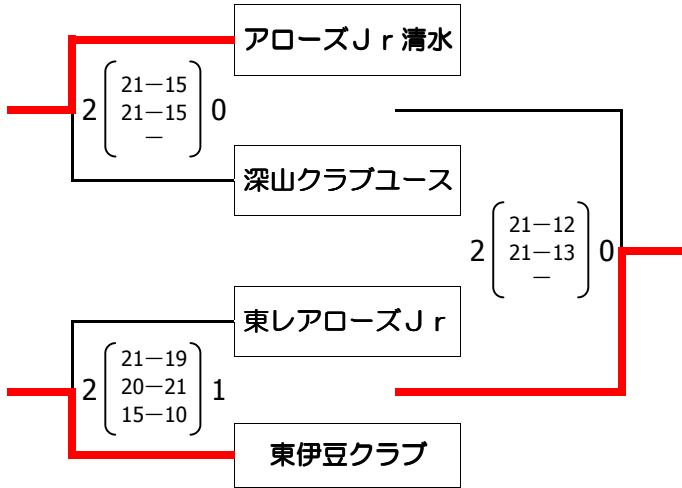 アローズＪｒ清水
2 21－15 0
21－15
－
深山クラブユース
2 21－12 0
21－13
－
東レアローズＪｒ
2 21－19 1
20－21
15－10
東伊豆クラブ